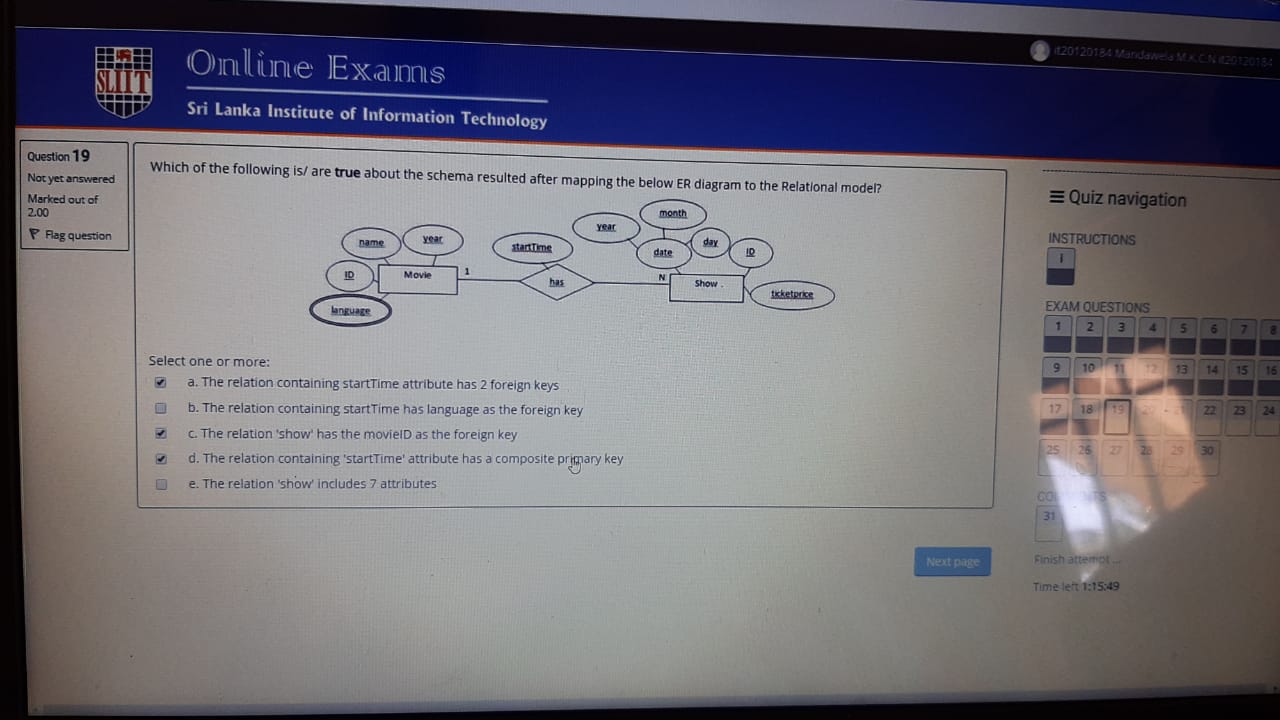 it20120184 Mandawela M.K.C.N it20120184
SLIIT
Online Exams
Sri Lanka Institute of Information Technology
Question 19
Not yet answered
Marked out of
2.00
Flag question
Which of the following is/ are true about the schema resulted after mapping the below ER diagram to the Relational model?
month
year
name
year
startTime
date
day
ID
ID
Movie
1
has
N
Show .
ticketprice
language
Select one or more:
a. The relation containing startTime attribute has 2 foreign keys
b. The relation containing startTime has language as the foreign key
c. The relation 'show' has the movieID as the foreign key
d. The relation containing 'startTime' attribute has a composite primary key
e. The relation 'show' includes 7 attributes
Next page
Quiz navigation
INSTRUCTIONS
i
EXAM QUESTIONS
1 2 3 4 5 6 7 8
9 10 11 12 13 14 15 16
17 18 19 22 23 24
25 26 27 28 29 30
31
Finish attempt ...
Time left 1:15:49